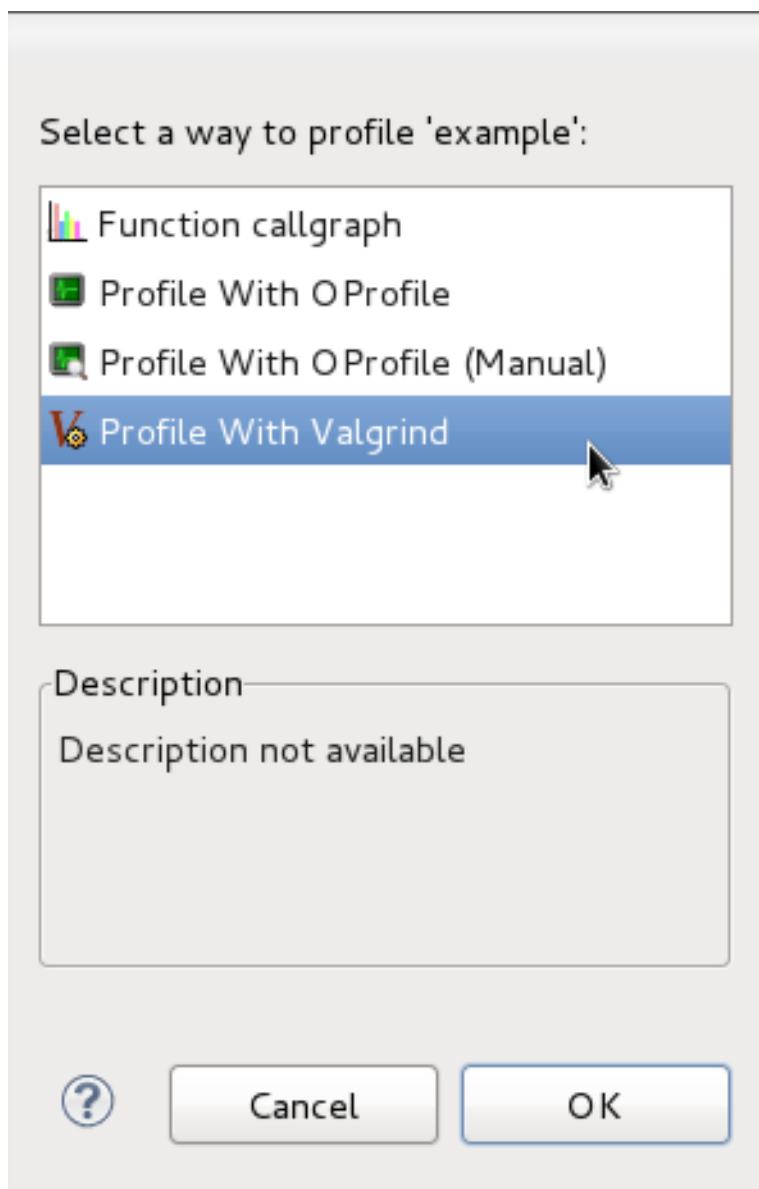 Select a way to profile 'example':
Function callgraph
Profile With OProfile
Profile With OProfile (Manual)
Profile With Valgrind
Description
Description not available
Cancel
OK